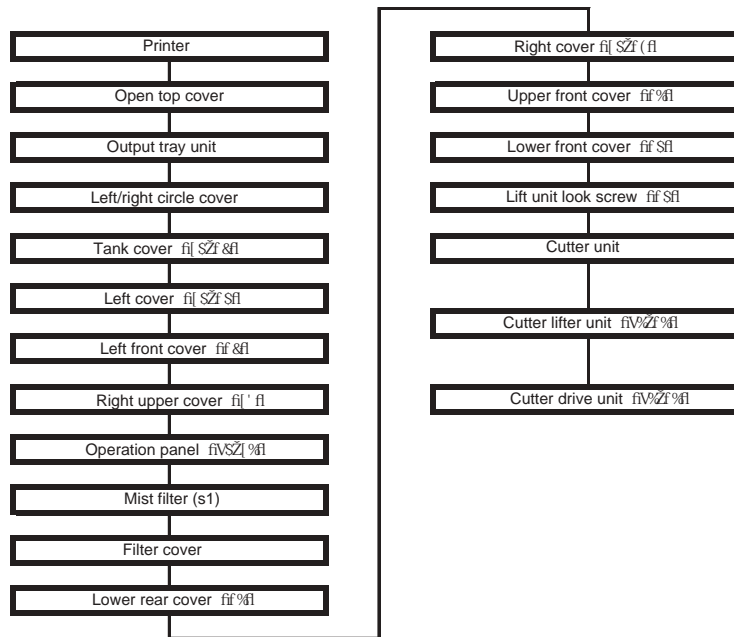 Printer
Open top cover
Output tray unit
Left/right circle cover
Tank cover
Left cover
Left front cover
Right upper cover
Operation panel
Mist filter (s1)
Filter cover
Lower rear cover
Right cover
Upper front cover
Lower front cover
Lift unit look screw
Cutter unit
Cutter lifter unit
Cutter drive unit